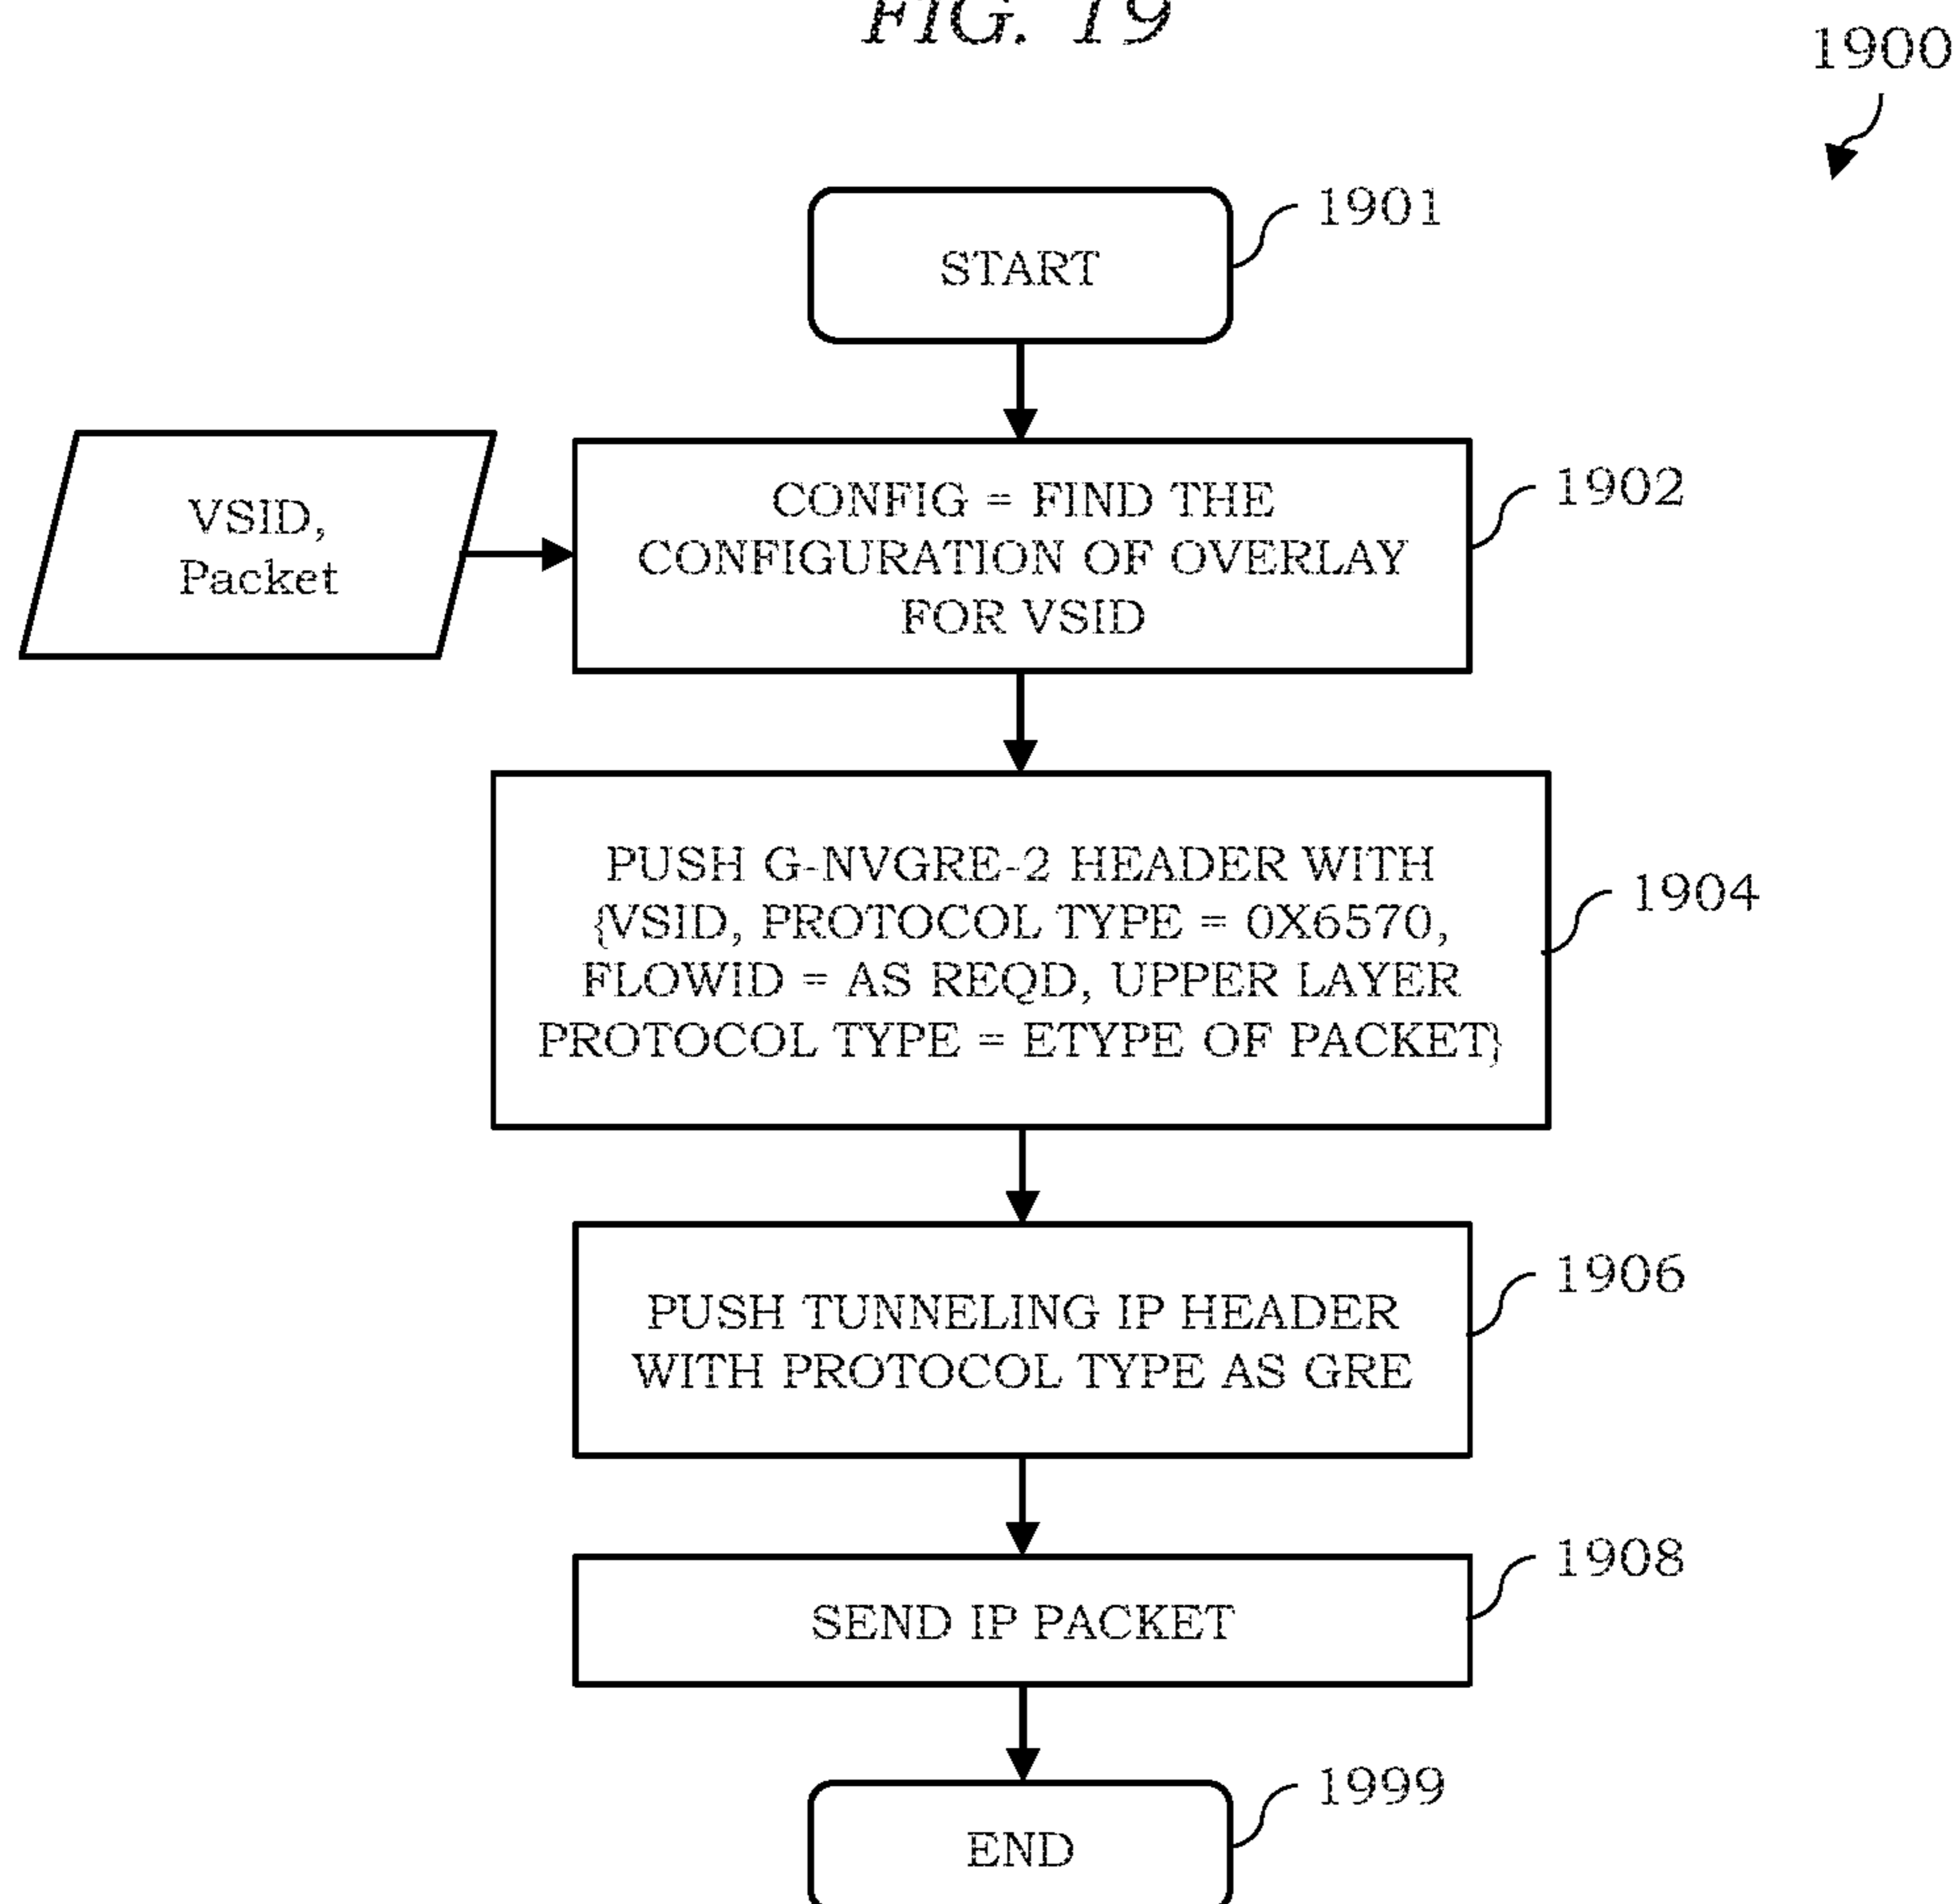 FIG. 19
1900
START
1901
VSID,
Packet
CONFIG = FIND THE
CONFIGURATION OF OVERLAY
FOR VSID
1902
PUSH G-NVGRE-2 HEADER WITH
{VSID, PROTOCOL TYPE = 0X6570,
FLOWID = AS REQD, UPPER LAYER
PROTOCOL TYPE = ETYPE OF PACKET}
1904
PUSH TUNNELING IP HEADER
WITH PROTOCOL TYPE AS GRE
1906
SEND IP PACKET
1908
END
1999